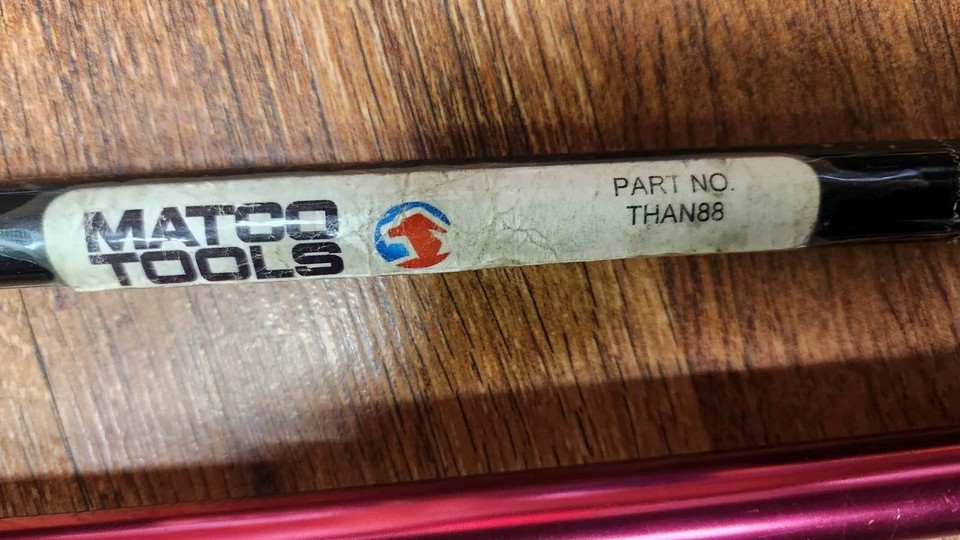 MATCO
TOOLS
PART NO.
THAN88